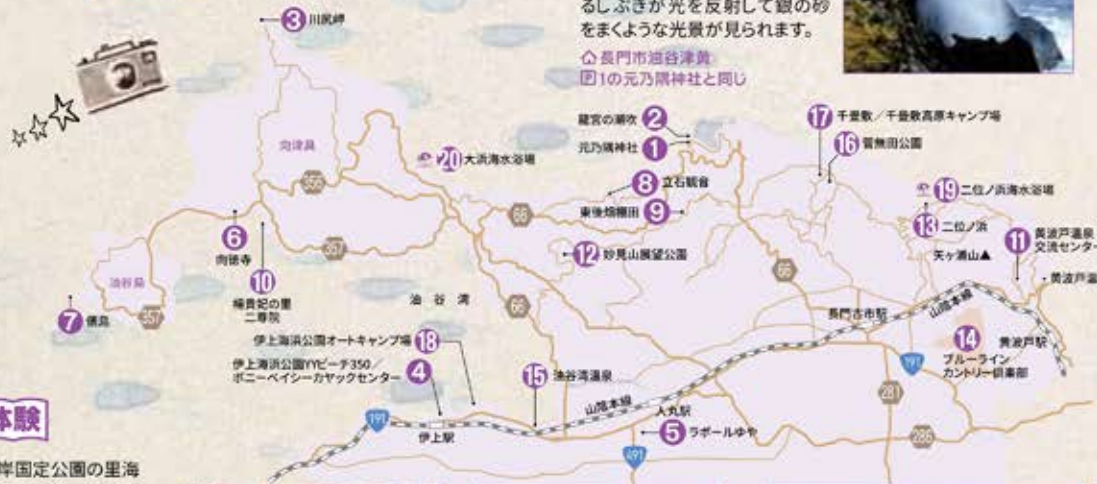 るしぶきが光を反射して銀の砂
をまくような光景が見られます。
長門市油谷津黄
P 1の元乃隅神社と同じ
3 川尻岬
向津具
356
20 大浜海水浴場
龍宮の潮吹 2
元乃隅神社 1
17 千畳敷／千畳敷高原キャンプ場
16 菅無田公園
8 立石観音
東後畑棚田 9
66
19 二位ノ浜海水浴場
13 二位ノ浜
矢ヶ浦山▲
11 黄波戸温泉
交流センター
黄波戸温
6
向徳寺
357
10
楊貴妃の里
二尊院
12 妙見山展望公園
油谷島
357
7 俵島
油谷湾
66
66
長門古市駅
山陰本線
黄波戸駅
14
ブルーライン
カントリー倶楽部
191
伊上海浜公園オートキャンプ場 18
伊上海浜公園YYビーチ350／
ポニーベイシーカヤックセンター 4
15 油谷湾温泉
山陰本線
人丸駅
281
191
伊上駅
5 ラポールゆや
286
491
体験
岸国定公園の里海